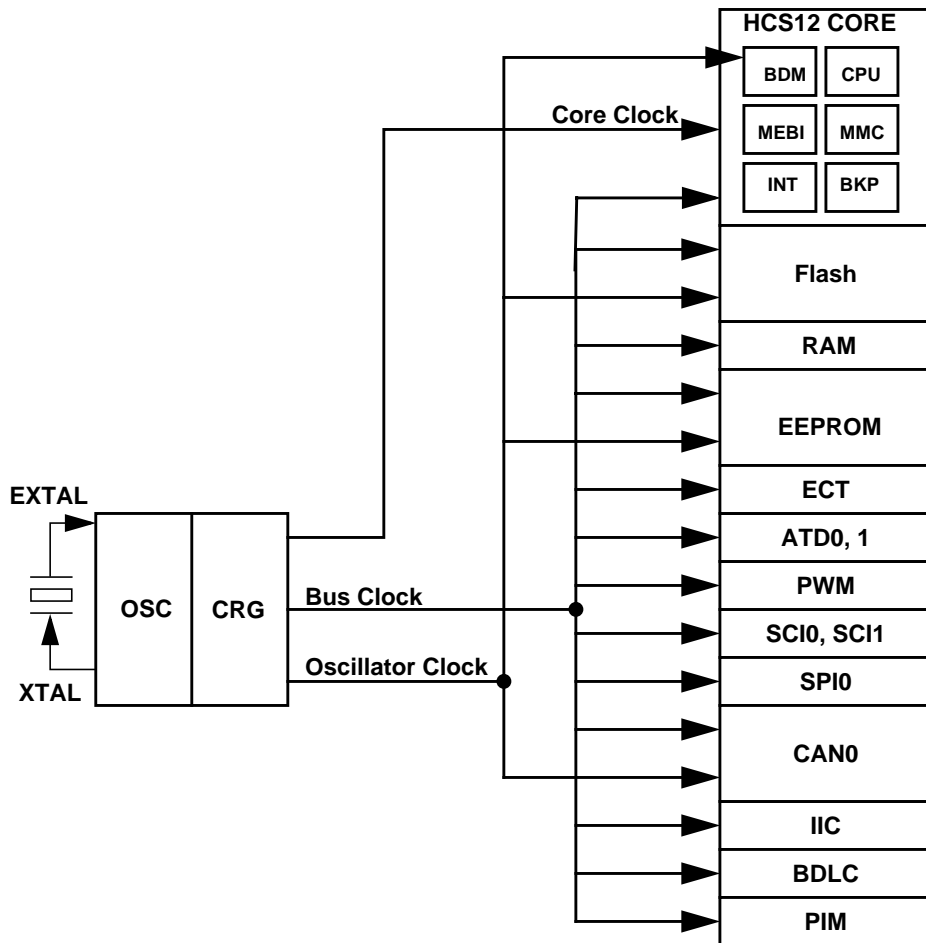 HCS12 CORE
BDM
CPU
Core Clock
MEBI
MMC
INT
BKP
Flash
RAM
EEPROM
EXTAL
ECT
ATD0, 1
OSC
CRG
Bus Clock
PWM
SCI0, SCI1
Oscillator Clock
XTAL
SPI0
CAN0
IIC
BDLC
PIM